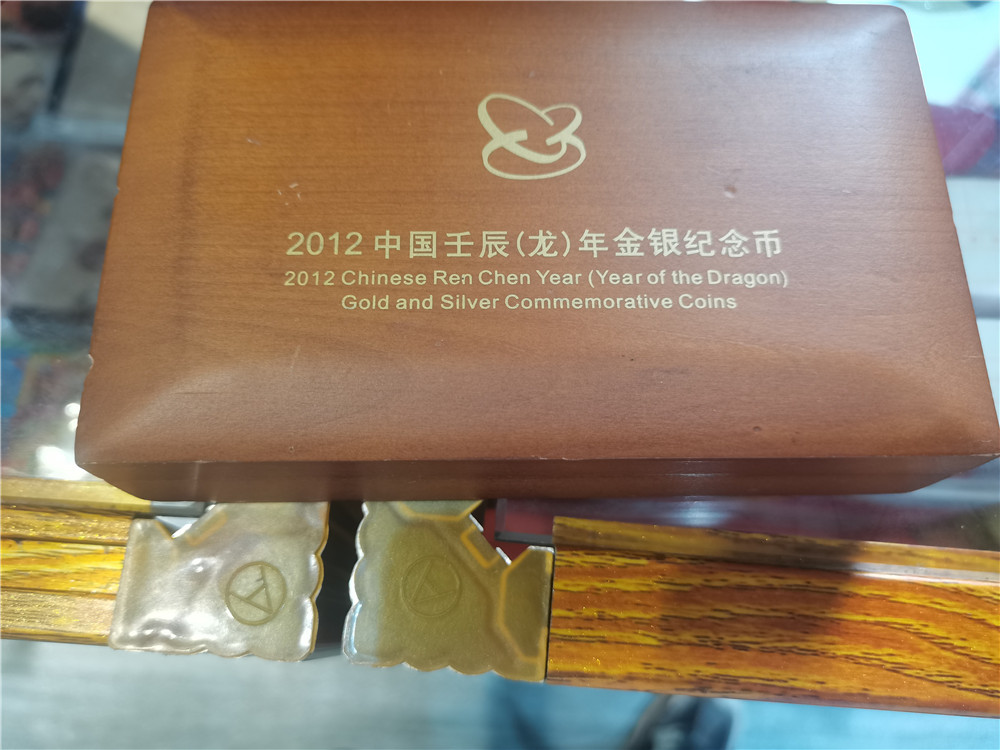 2012 中国壬辰(龙)年金银纪念币
2012 Chinese Ren Chen Year (Year of the Dragon)
Gold and Silver Commemorative Coins